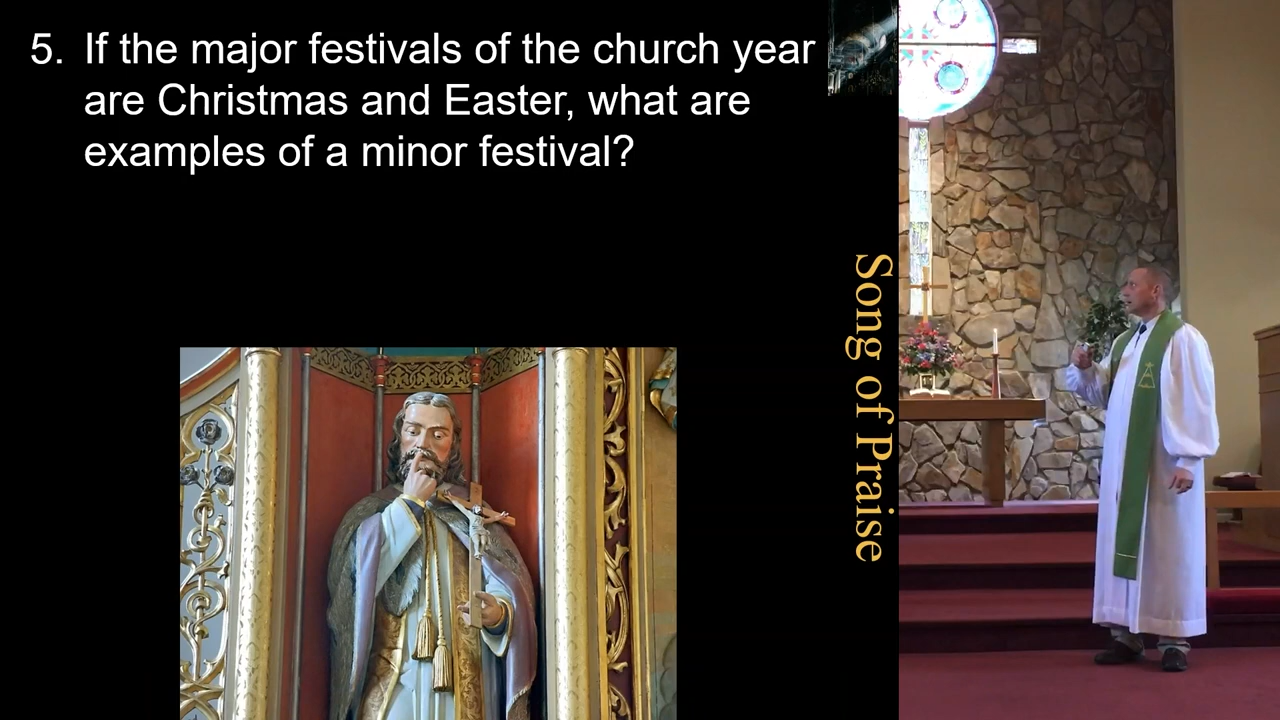 5. If the major festivals of the church year
are Christmas and Easter, what are
examples of a minor festival?
Song of Praise